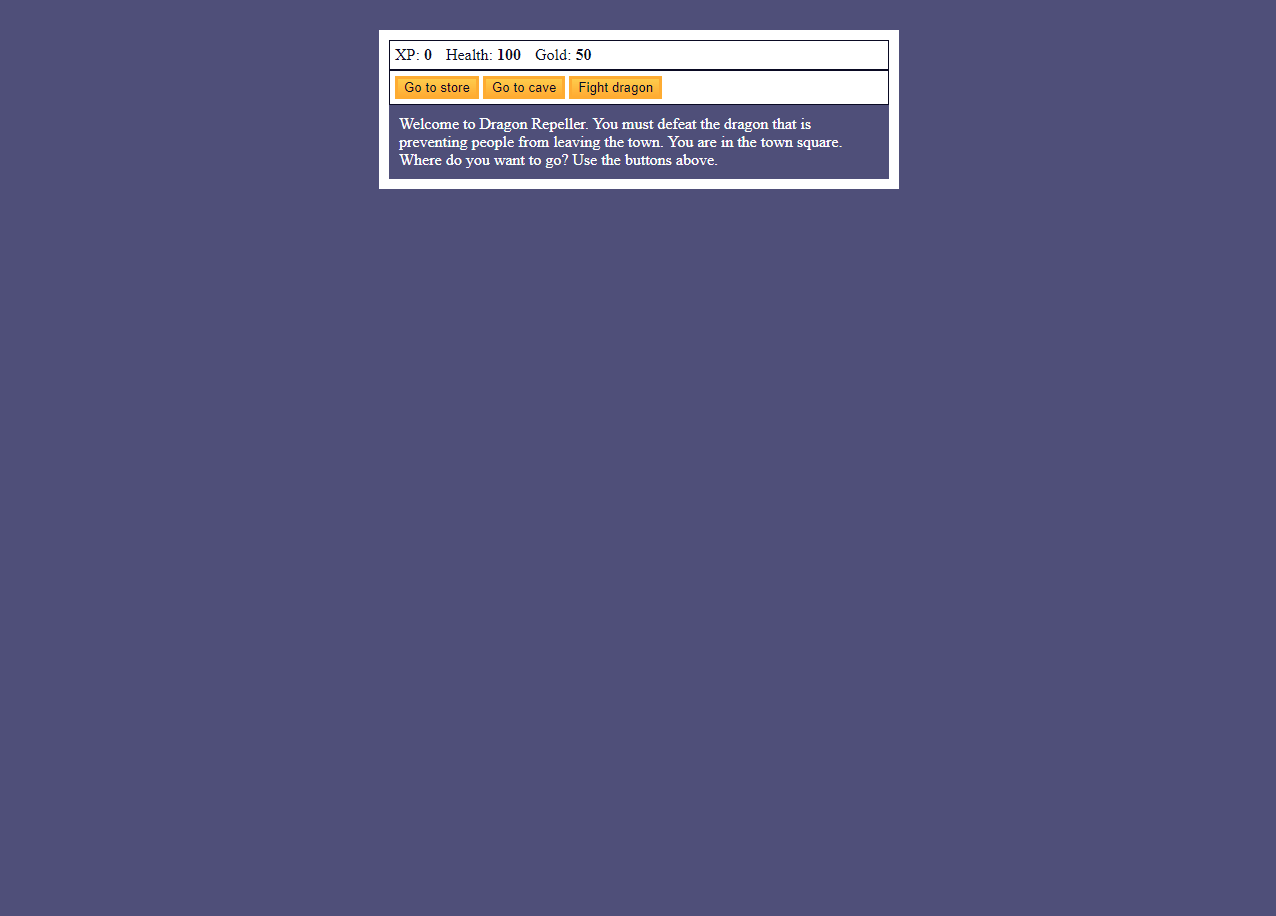 XP: 0 Health: 100 Gold: 50
Go to store Go to cave Fight dragon
Welcome to Dragon Repeller. You must defeat the dragon that is
preventing people from leaving the town. You are in the town square.
Where do you want to go? Use the buttons above.